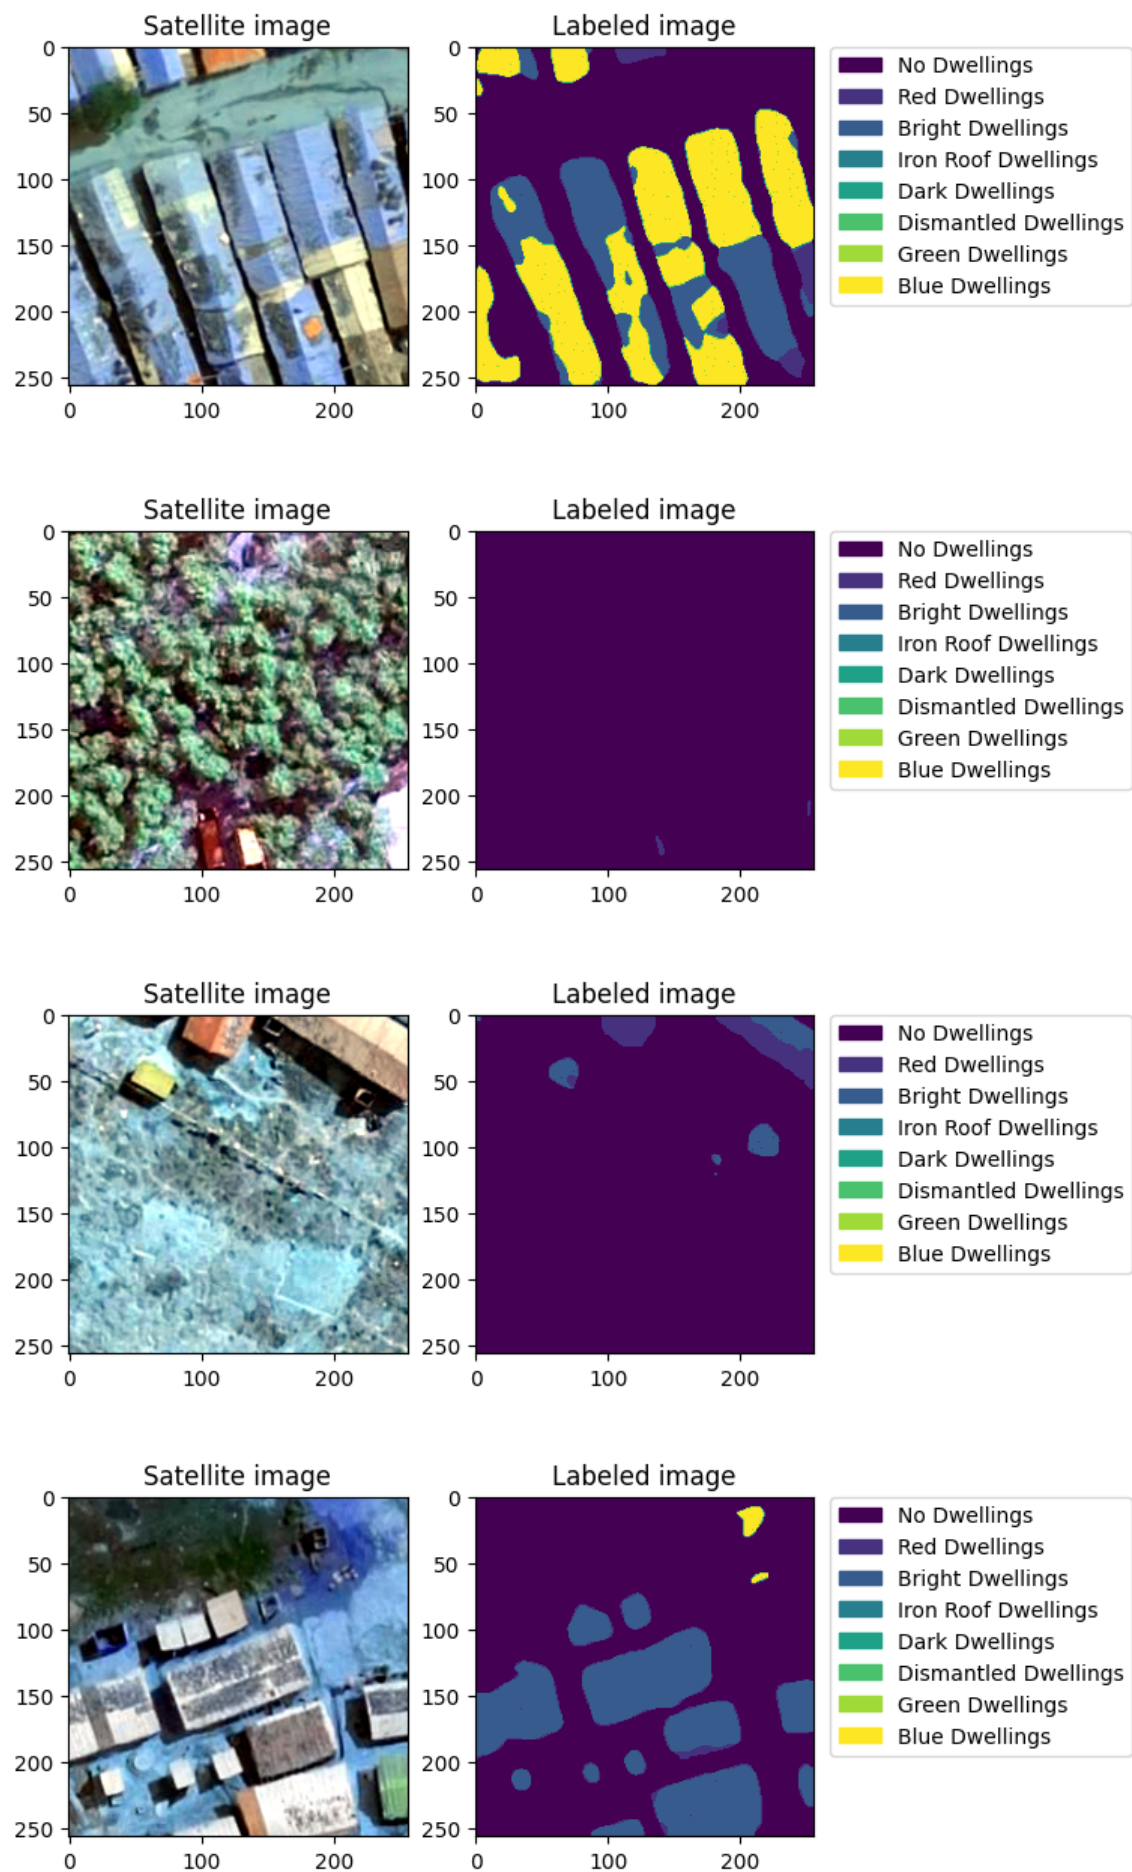 Satellite image Labeled image
0 0 No Dwellings
Red Dwellings
50 50 Bright Dwellings
100 100 Iron Roof Dwellings
Dark Dwellings
150 150 Dismantled Dwellings
200 200 Green Dwellings
Blue Dwellings
250 250
0 100 200 0 100 200
Satellite image Labeled image
0 0 No Dwellings
Red Dwellings
50 50 Bright Dwellings
100 100 Iron Roof Dwellings
Dark Dwellings
150 150 Dismantled Dwellings
200 200 Green Dwellings
Blue Dwellings
250 250
0 100 200 0 100 200
Satellite image Labeled image
0 0 No Dwellings
Red Dwellings
50 50 Bright Dwellings
100 100 Iron Roof Dwellings
Dark Dwellings
150 150 Dismantled Dwellings
200 200 Green Dwellings
Blue Dwellings
250 250
0 100 200 0 100 200
Satellite image Labeled image
0 0 No Dwellings
Red Dwellings
50 50 Bright Dwellings
100 100 Iron Roof Dwellings
Dark Dwellings
150 150 Dismantled Dwellings
200 200 Green Dwellings
Blue Dwellings
250 250
0 100 200 0 100 200